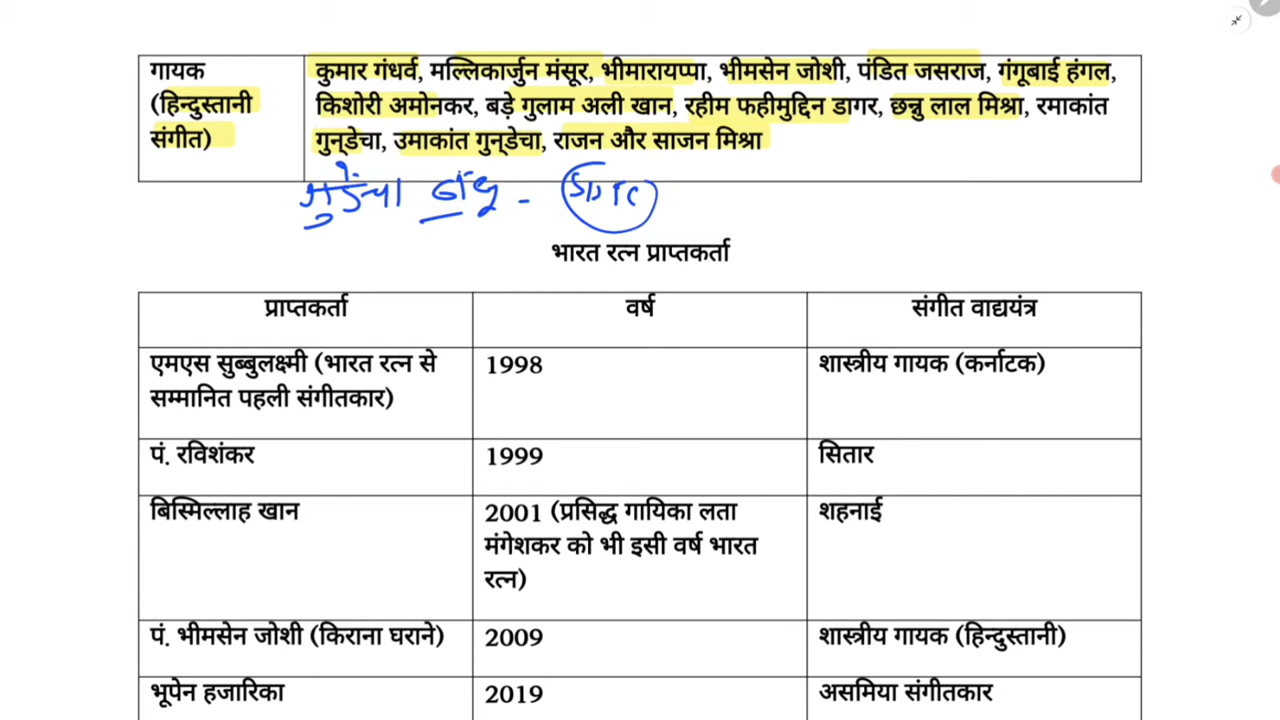 गायक
(हिन्दुस्तानी
संगीत)
कुमार गंधर्व, मल्लिकार्जुन मंसूर, भीमारायप्पा, भीमसेन जोशी, पंडित जसराज, गंगूबाई हंगल,
किशोरी अमोनकर, बड़े गुलाम अली खान, रहीम फहीमुद्दिन डागर, छन्नु लाल मिश्रा, रमाकांत
गुन्डेचा, उमाकांत गुन्डेचा, राजन और साजन मिश्रा
बंधु -
भारत रत्न प्राप्तकर्ता
प्राप्तकर्ता
वर्ष
संगीत वाद्ययंत्र
एमएस सुब्बुलक्ष्मी (भारत रत्न से
सम्मानित पहली संगीतकार)
1998
शास्त्रीय गायक (कर्नाटक)
पं. रविशंकर
1999
सितार
बिस्मिल्लाह खान
2001 (प्रसिद्ध गायिका लता
मंगेशकर को भी इसी वर्ष भारत
रत्न)
शहनाई
पं. भीमसेन जोशी (किराना घराने)
2009
शास्त्रीय गायक (हिन्दुस्तानी)
भूपेन हजारिका
2019
असमिया संगीतकार